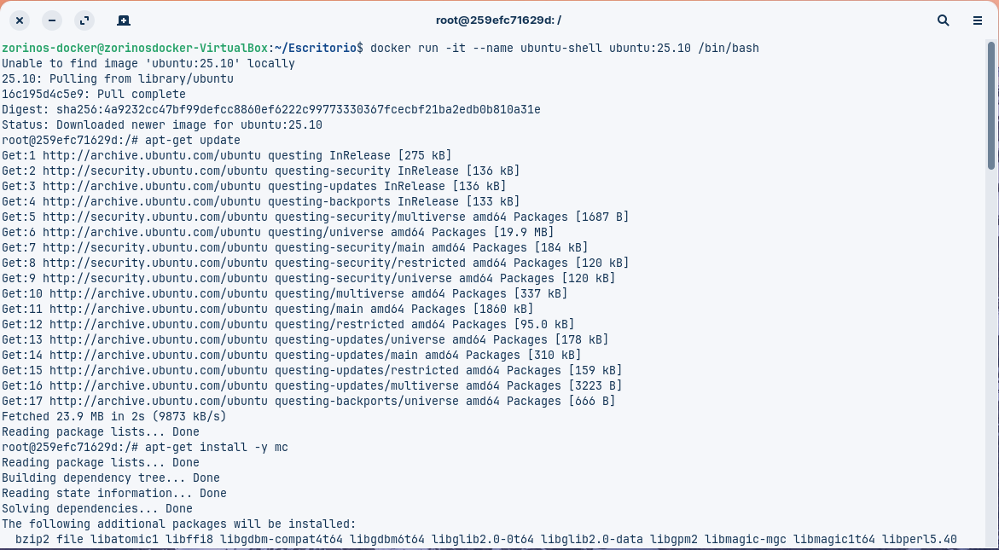 root@259efc71629d: /
zorinos-docker@zorinosdocker-VirtualBox:~/Escritorio$ docker run -it --name ubuntu-shell ubuntu:25.10 /bin/bash
Unable to find image 'ubuntu:25.10' locally
25.10: Pulling from library/ubuntu
16c195d4c5e9: Pull complete
Digest: sha256:4a9232cc47bf99defcc8860ef6222c99773330367fcecbf21ba2edb0b810a31e
Status: Downloaded newer image for ubuntu:25.10
root@259efc71629d:/# apt-get update
Get:1 http://archive.ubuntu.com/ubuntu questing InRelease [275 kB]
Get:2 http://security.ubuntu.com/ubuntu questing-security InRelease [136 kB]
Get:3 http://archive.ubuntu.com/ubuntu questing-updates InRelease [136 kB]
Get:4 http://archive.ubuntu.com/ubuntu questing-backports InRelease [133 kB]
Get:5 http://security.ubuntu.com/ubuntu questing-security/multiverse amd64 Packages [1687 B]
Get:6 http://archive.ubuntu.com/ubuntu questing/universe amd64 Packages [19.9 MB]
Get:7 http://security.ubuntu.com/ubuntu questing-security/main amd64 Packages [184 kB]
Get:8 http://security.ubuntu.com/ubuntu questing-security/restricted amd64 Packages [120 kB]
Get:9 http://security.ubuntu.com/ubuntu questing-security/universe amd64 Packages [120 kB]
Get:10 http://archive.ubuntu.com/ubuntu questing/multiverse amd64 Packages [337 kB]
Get:11 http://archive.ubuntu.com/ubuntu questing/main amd64 Packages [1860 kB]
Get:12 http://archive.ubuntu.com/ubuntu questing/restricted amd64 Packages [95.0 kB]
Get:13 http://archive.ubuntu.com/ubuntu questing-updates/universe amd64 Packages [178 kB]
Get:14 http://archive.ubuntu.com/ubuntu questing-updates/main amd64 Packages [310 kB]
Get:15 http://archive.ubuntu.com/ubuntu questing-updates/restricted amd64 Packages [159 kB]
Get:16 http://archive.ubuntu.com/ubuntu questing-updates/multiverse amd64 Packages [3223 B]
Get:17 http://archive.ubuntu.com/ubuntu questing-backports/universe amd64 Packages [666 B]
Fetched 23.9 MB in 2s (9873 kB/s)
Reading package lists... Done
root@259efc71629d:/# apt-get install -y mc
Reading package lists... Done
Building dependency tree... Done
Reading state information... Done
Solving dependencies... Done
The following additional packages will be installed:
  bzip2 file libatomic1 libffi8 libgdbm-compat4t64 libgdbm6t64 libglib2.0-0t64 libglib2.0-data libgpm2 libmagic-mgc libmagic1t64 libperl5.40